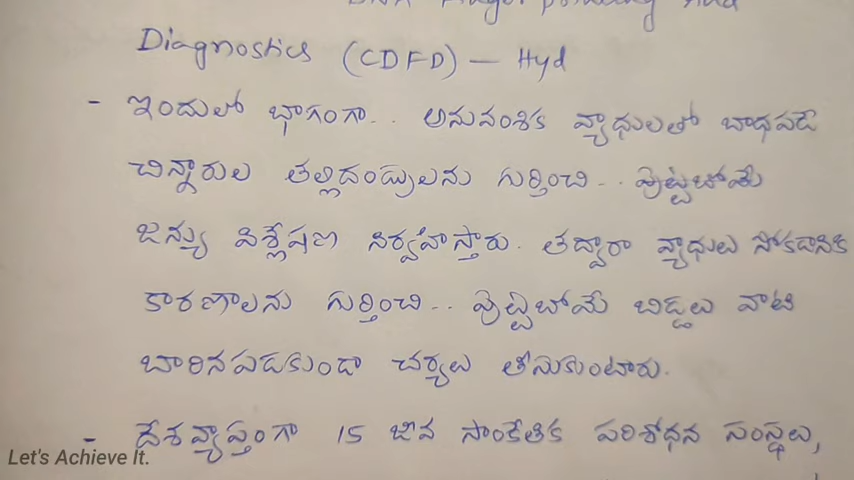 Diagnostics (CDFD) — Hyd
- ఇందులో భాగంగా.. అనువంశిక వ్యాధులతో బాధపడే
చిన్నారుల తల్లిదండ్రులను గుర్తించి.. పుట్టబోయే
జన్యు విశ్లేషణ నిర్వహిస్తారు. తద్వారా వ్యాధులు సోకడానికి
కారణాలను గుర్తించి.. పుట్టబోయే బిడ్డలు వాటి
బారినపడకుండా చర్యలు తీసుకుంటారు.
- దేశవ్యాప్తంగా 15 జీవ సాంకేతిక పరిశోధన సంస్థలు,
Let's Achieve It.